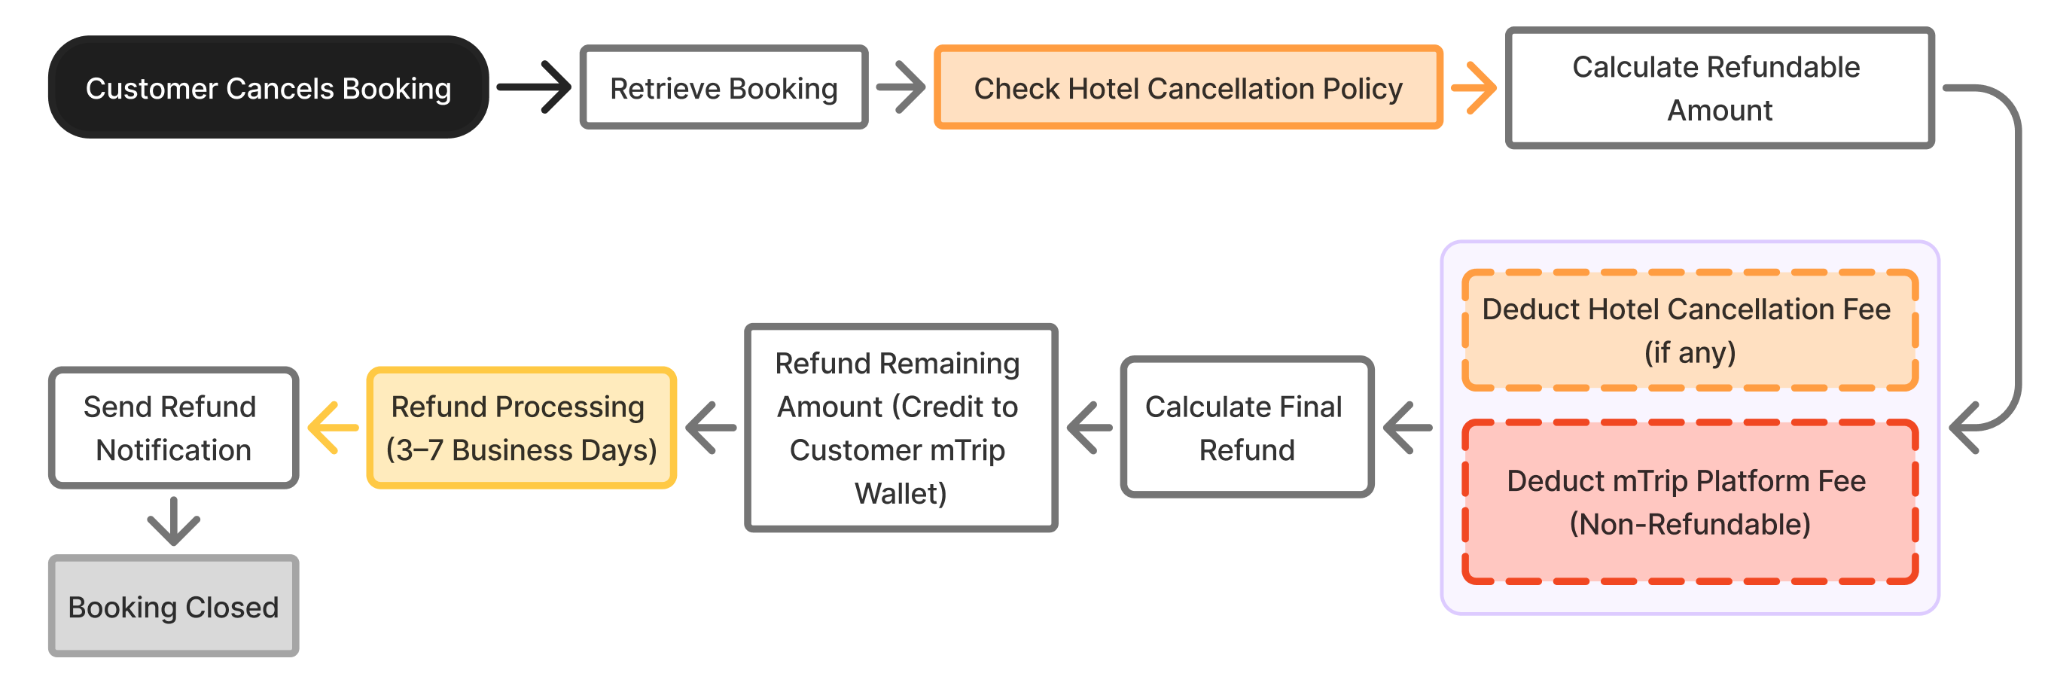 Customer Cancels Booking
Retrieve Booking
Check Hotel Cancellation Policy
Calculate Refundable
Amount
Deduct Hotel Cancellation Fee
(if any)
Deduct mTrip Platform Fee
(Non-Refundable)
Calculate Final
Refund
Refund Remaining
Amount (Credit to
Customer mTrip
Wallet)
Refund Processing
(3–7 Business Days)
Send Refund
Notification
Booking Closed